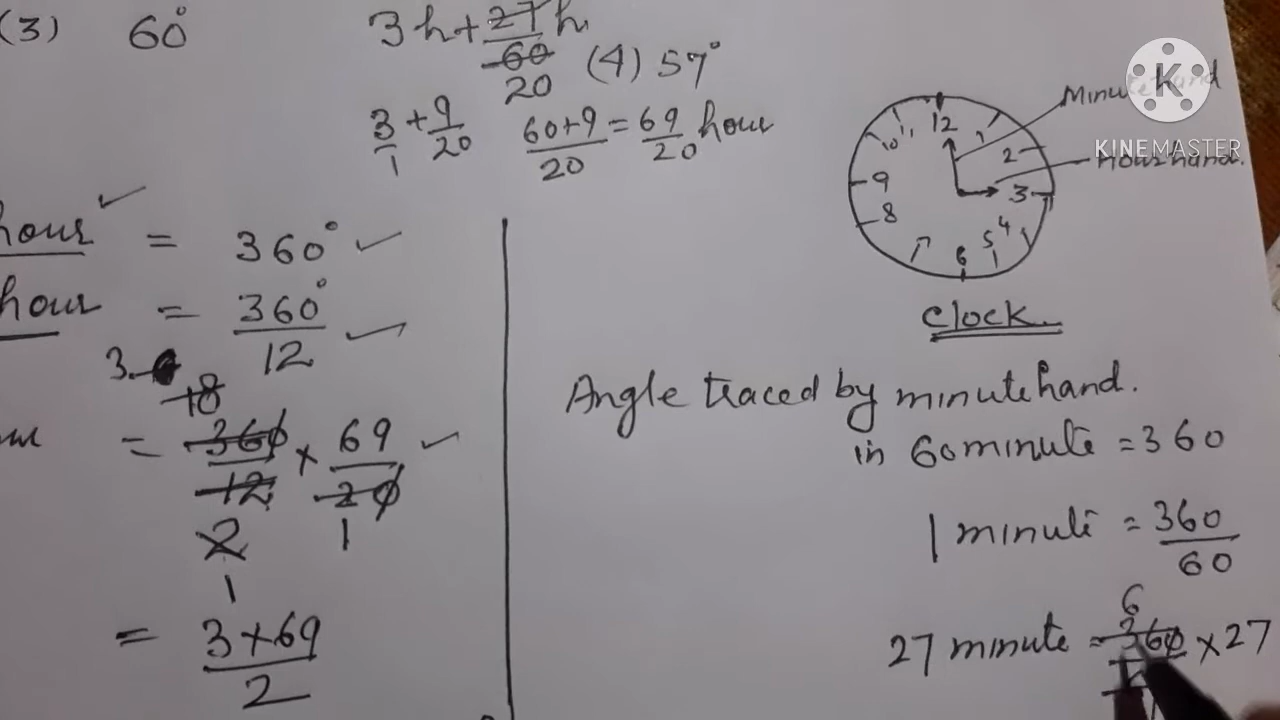 (3) 60° 3h + 27/60 h
20 (4) 57°
3/1 + 9/20 60+9/20 = 69/20 hour
Minute hand
K
KINEMASTER
Hour hand.
12
1
2
3
4
5
6
8
9
10
11
Clock.
hour = 360°
hour = 360°/12
3
18
= 360/12 × 69/20
2 1
1
= 3×69/2
Angle traced by minute hand.
in 60 minute = 360
1 minute = 360/60
6
27 minute = 360 × 27